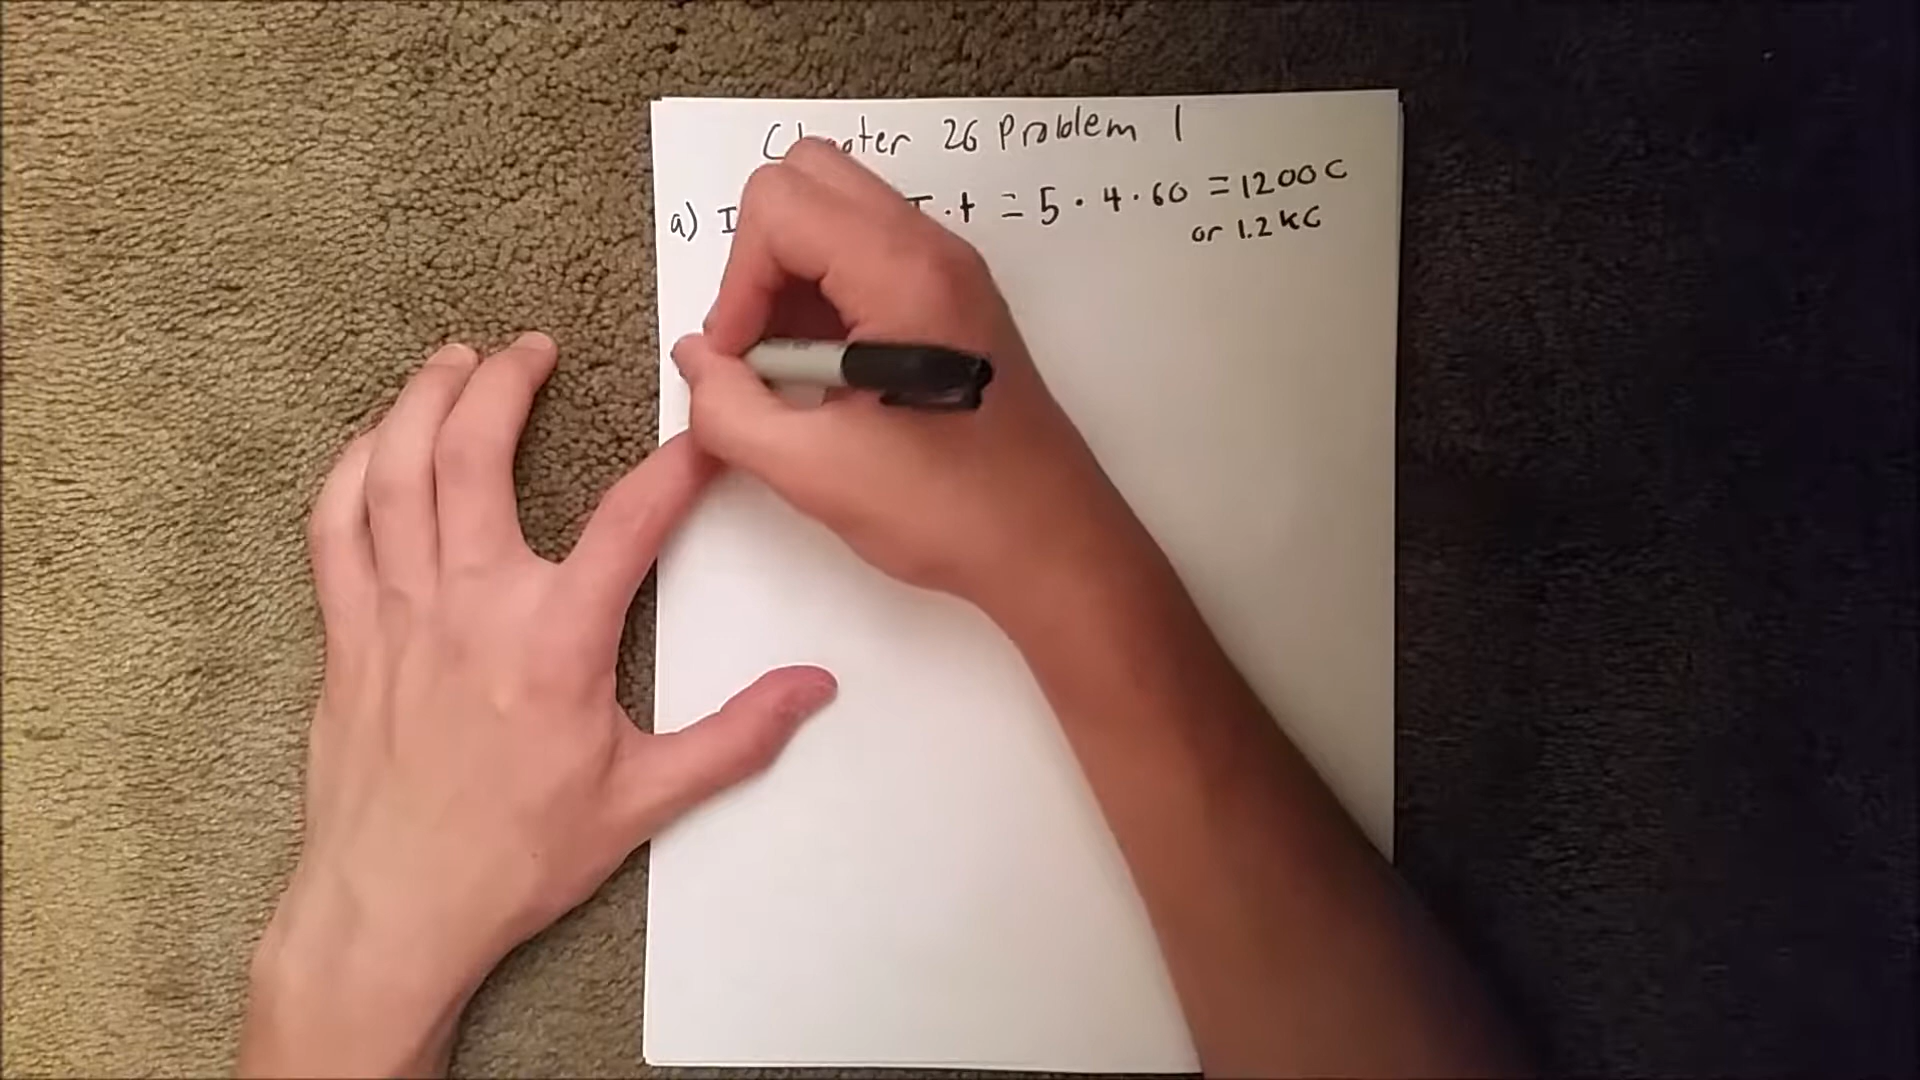 Chapter 26 Problem 1
a) I · t = 5 · 4 · 60 = 1200 C
or 1.2 kC